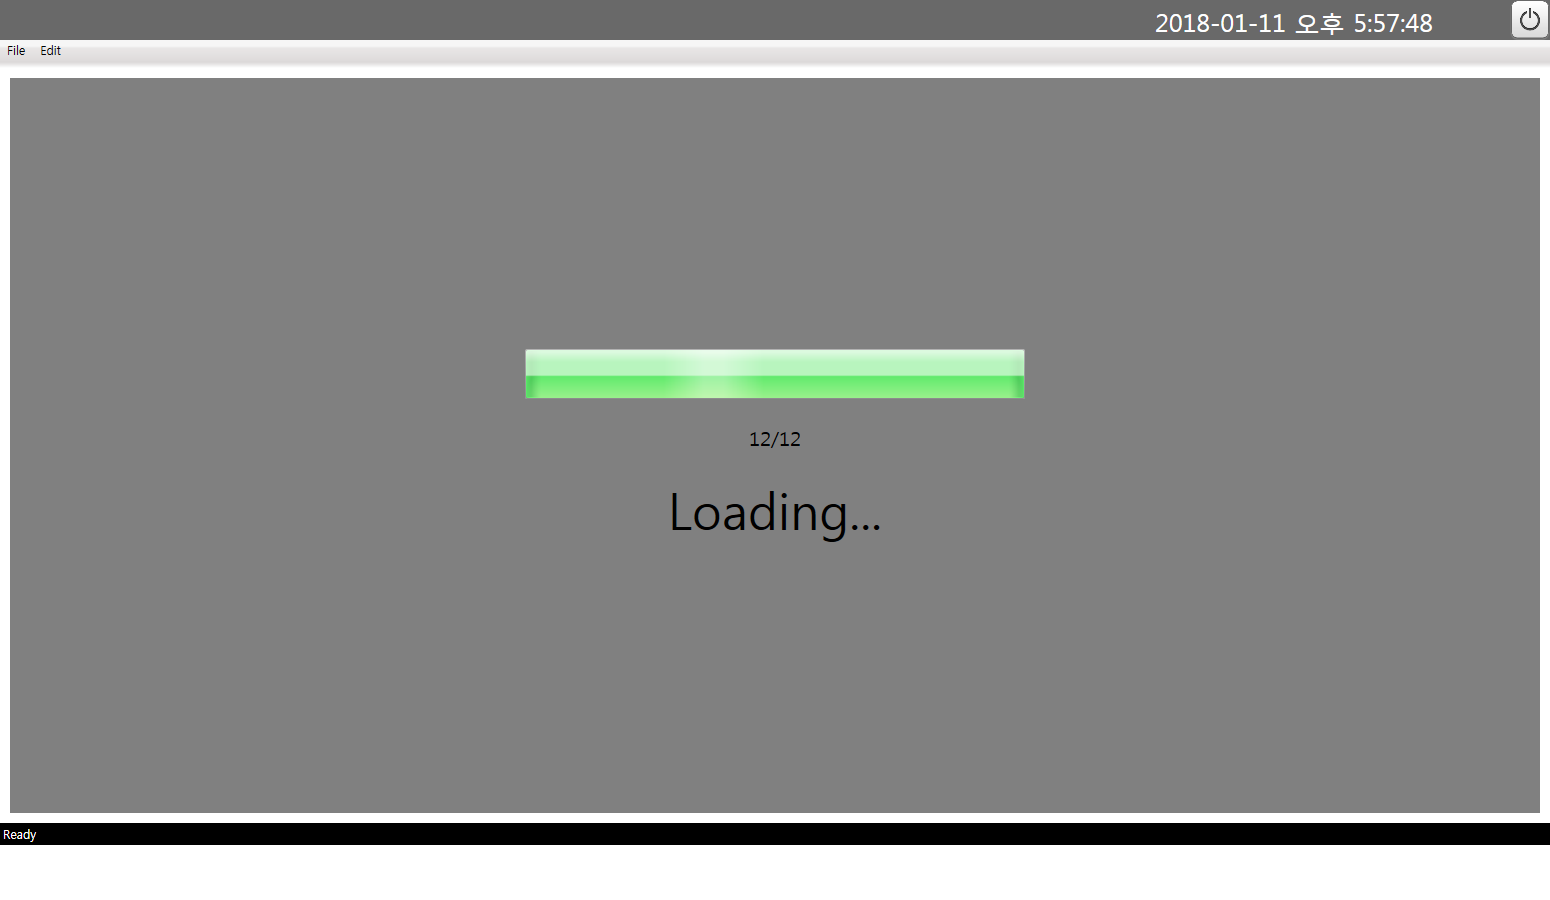 2018-01-11 오후 5:57:48
File Edit
12/12
Loading...
Ready